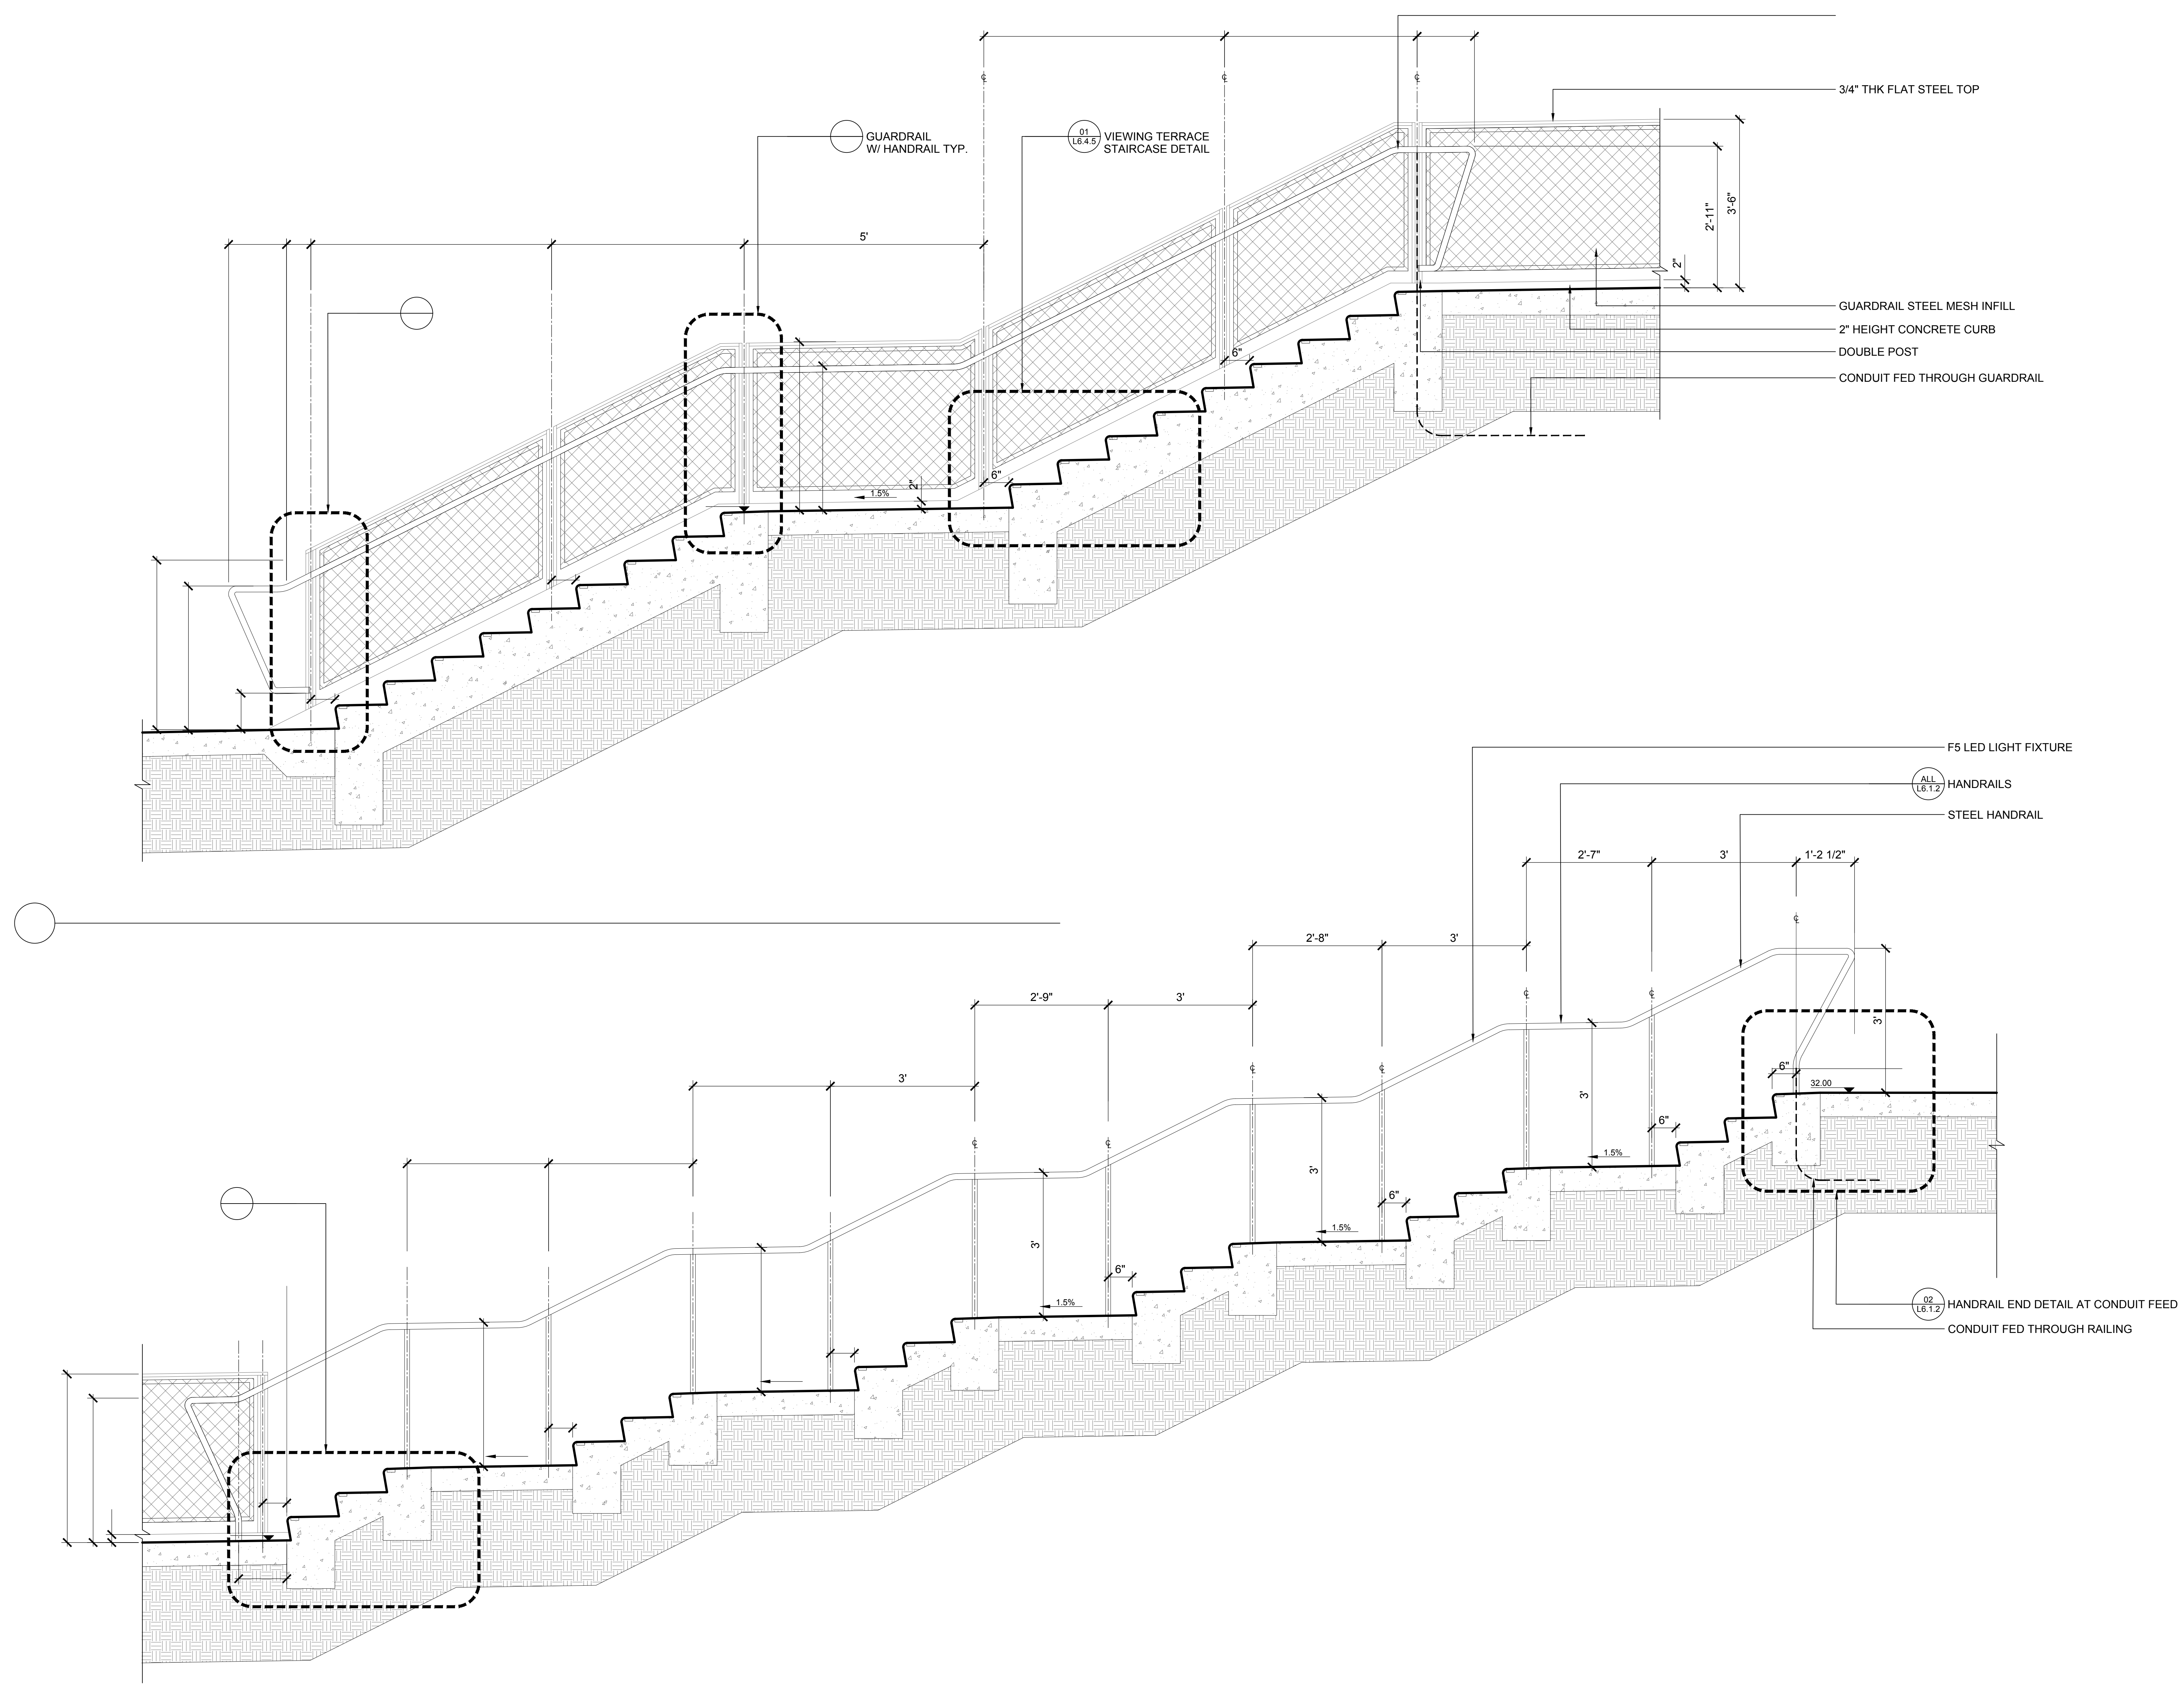 3/4" THK FLAT STEEL TOP
GUARDRAIL
W/ HANDRAIL TYP.
01
L6.4.5
VIEWING TERRACE
STAIRCASE DETAIL
℄
℄
℄
5'
2'-11"
3'-6"
2"
GUARDRAIL STEEL MESH INFILL
2" HEIGHT CONCRETE CURB
DOUBLE POST
CONDUIT FED THROUGH GUARDRAIL
6"
6"
2"
1.5%
F5 LED LIGHT FIXTURE
ALL
L6.1.2
HANDRAILS
STEEL HANDRAIL
2'-7"
3'
1'-2 1/2"
℄
2'-8"
3'
℄
℄
2'-9"
3'
℄
℄
3'
℄
℄
3'
3'
3'
3'
6"
32.00
6"
1.5%
6"
1.5%
6"
1.5%
02
L6.1.2
HANDRAIL END DETAIL AT CONDUIT FEED
CONDUIT FED THROUGH RAILING